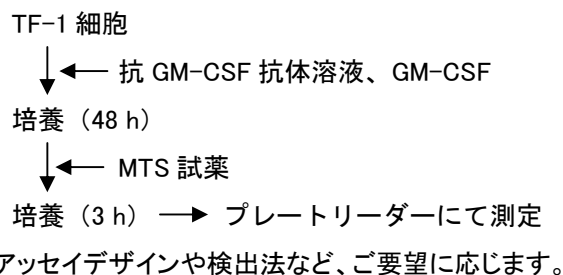 TF-1 細胞
抗 GM-CSF 抗体溶液、GM-CSF
培養（48 h）
MTS 試薬
培養（3 h） プレートリーダーにて測定
アッセイデザインや検出法など、ご要望に応じます。